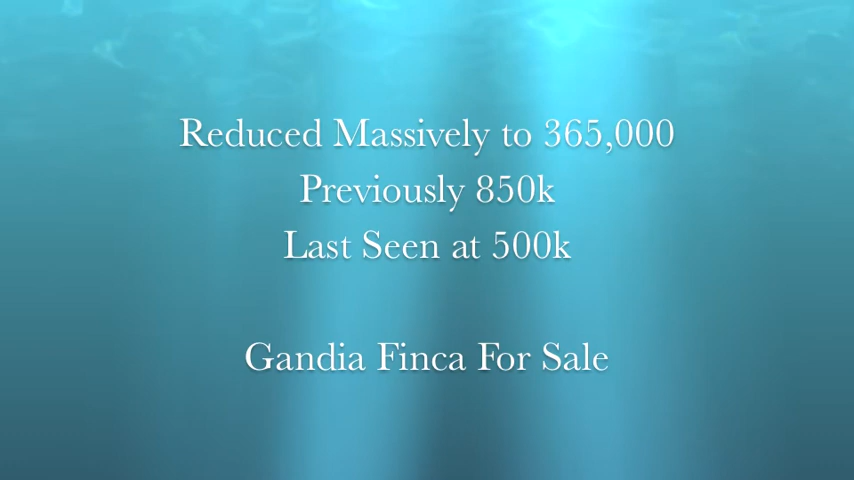 Reduced Massively to 365,000
Previously 850k
Last Seen at 500k
Gandia Finca For Sale